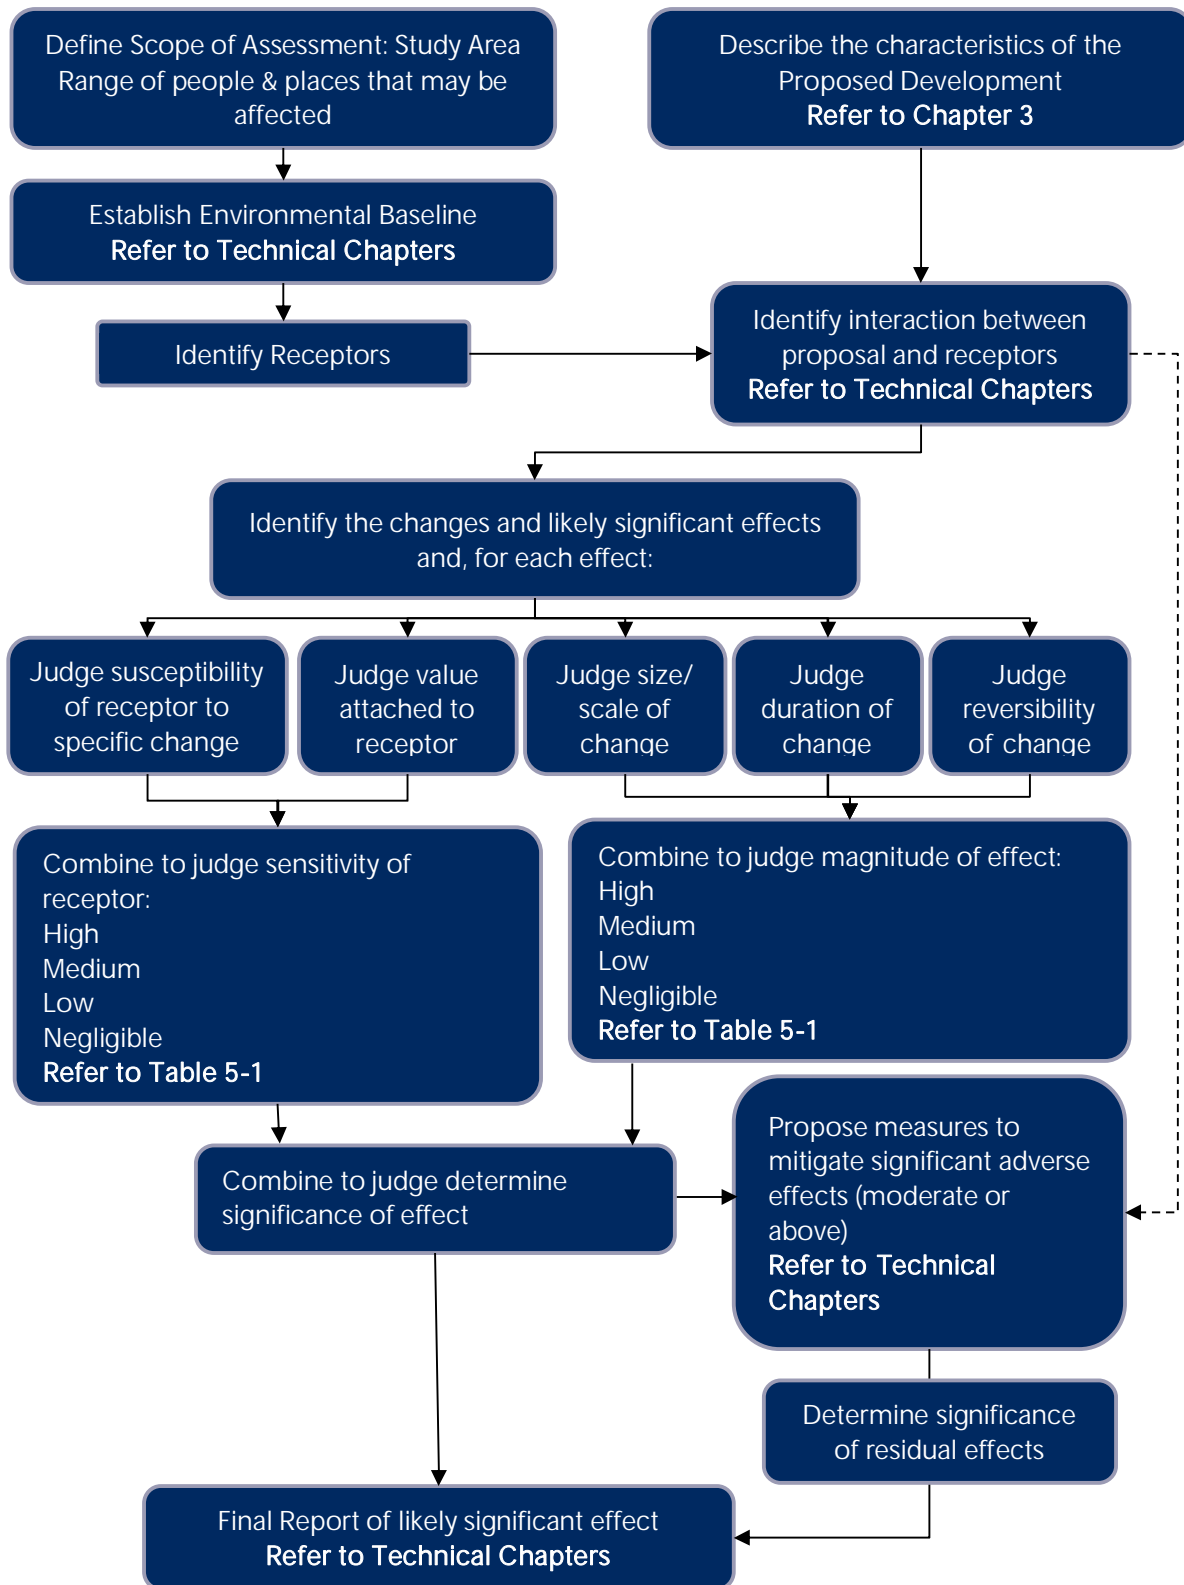 Define Scope of Assessment: Study Area
Range of people & places that may be
affected
Describe the characteristics of the
Proposed Development
Refer to Chapter 3
Establish Environmental Baseline
Refer to Technical Chapters
Identify Receptors
Identify interaction between
proposal and receptors
Refer to Technical Chapters
Identify the changes and likely significant effects
and, for each effect:
Judge susceptibility
of receptor to
specific change
Judge value
attached to
receptor
Judge size/
scale of
change
Judge
duration of
change
Judge
reversibility
of change
Combine to judge sensitivity of
receptor:
High
Medium
Low
Negligible
Refer to Table 5-1
Combine to judge magnitude of effect:
High
Medium
Low
Negligible
Refer to Table 5-1
Combine to judge determine
significance of effect
Propose measures to
mitigate significant adverse
effects (moderate or
above)
Refer to Technical
Chapters
Determine significance
of residual effects
Final Report of likely significant effect
Refer to Technical Chapters